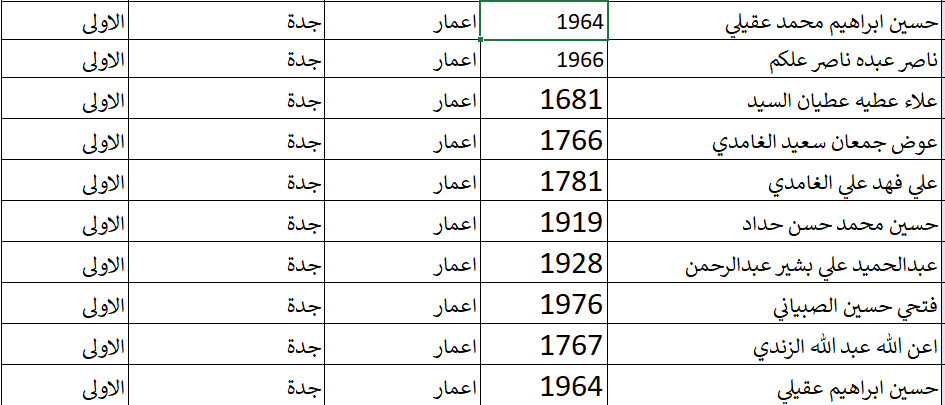 حسين ابراهيم محمد عقيلي 1964 اعمار جدة الاولى
ناصر عبده ناصر علكم 1966 اعمار جدة الاولى
علاء عطيه عطيان السيد 1681 اعمار جدة الاولى
عوض جمعان سعيد الغامدي 1766 اعمار جدة الاولى
علي فهد علي الغامدي 1781 اعمار جدة الاولى
حسين محمد حسن حداد 1919 اعمار جدة الاولى
عبدالحميد علي بشير عبدالرحمن 1928 اعمار جدة الاولى
فتحي حسين الصبياني 1976 اعمار جدة الاولى
اعن الله عبد الله الزندي 1767 اعمار جدة الاولى
حسين ابراهيم عقيلي 1964 اعمار جدة الاولى